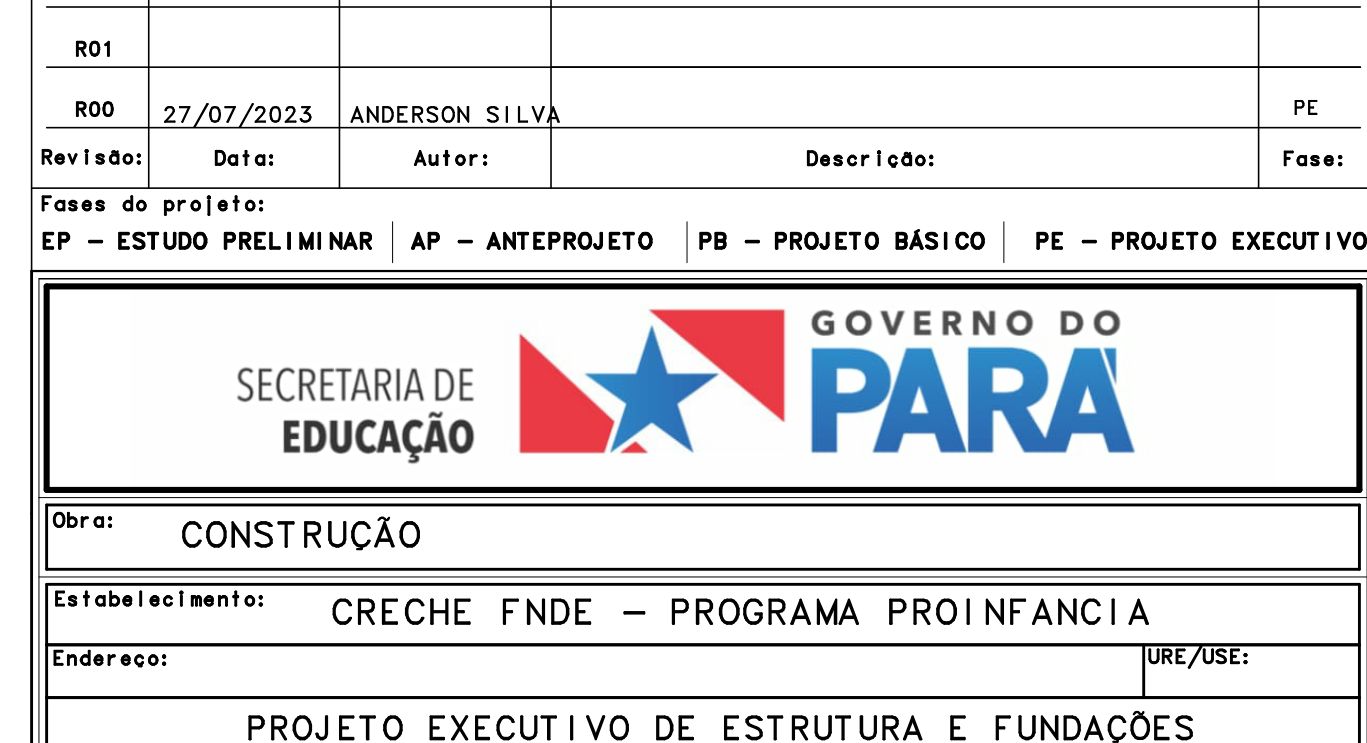 R01
R00 27/07/2023 ANDERSON SILVA PE
Revisão: Data: Autor: Descrição: Fase:
Fases do projeto:
EP – ESTUDO PRELIMINAR AP – ANTEPROJETO PB – PROJETO BÁSICO PE – PROJETO EXECUTIVO
SECRETARIA DE
EDUCAÇÃO
GOVERNO DO
PARÁ
Obra: CONSTRUÇÃO
Estabelecimento: CRECHE FNDE – PROGRAMA PROINFANCIA
Endereço: URE/USE:
PROJETO EXECUTIVO DE ESTRUTURA E FUNDAÇÕES